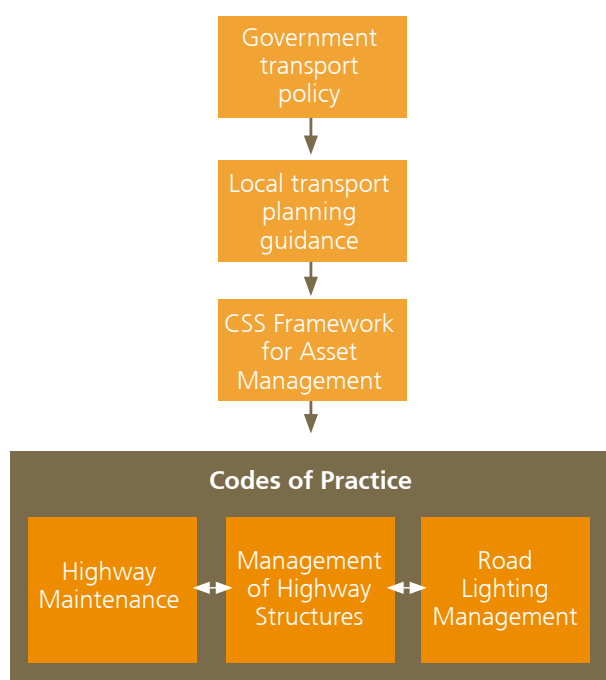 Government
transport
policy
Local transport
planning
guidance
CSS Framework
for Asset
Management
Codes of Practice
Highway
Maintenance
Management
of Highway
Structures
Road
Lighting
Management